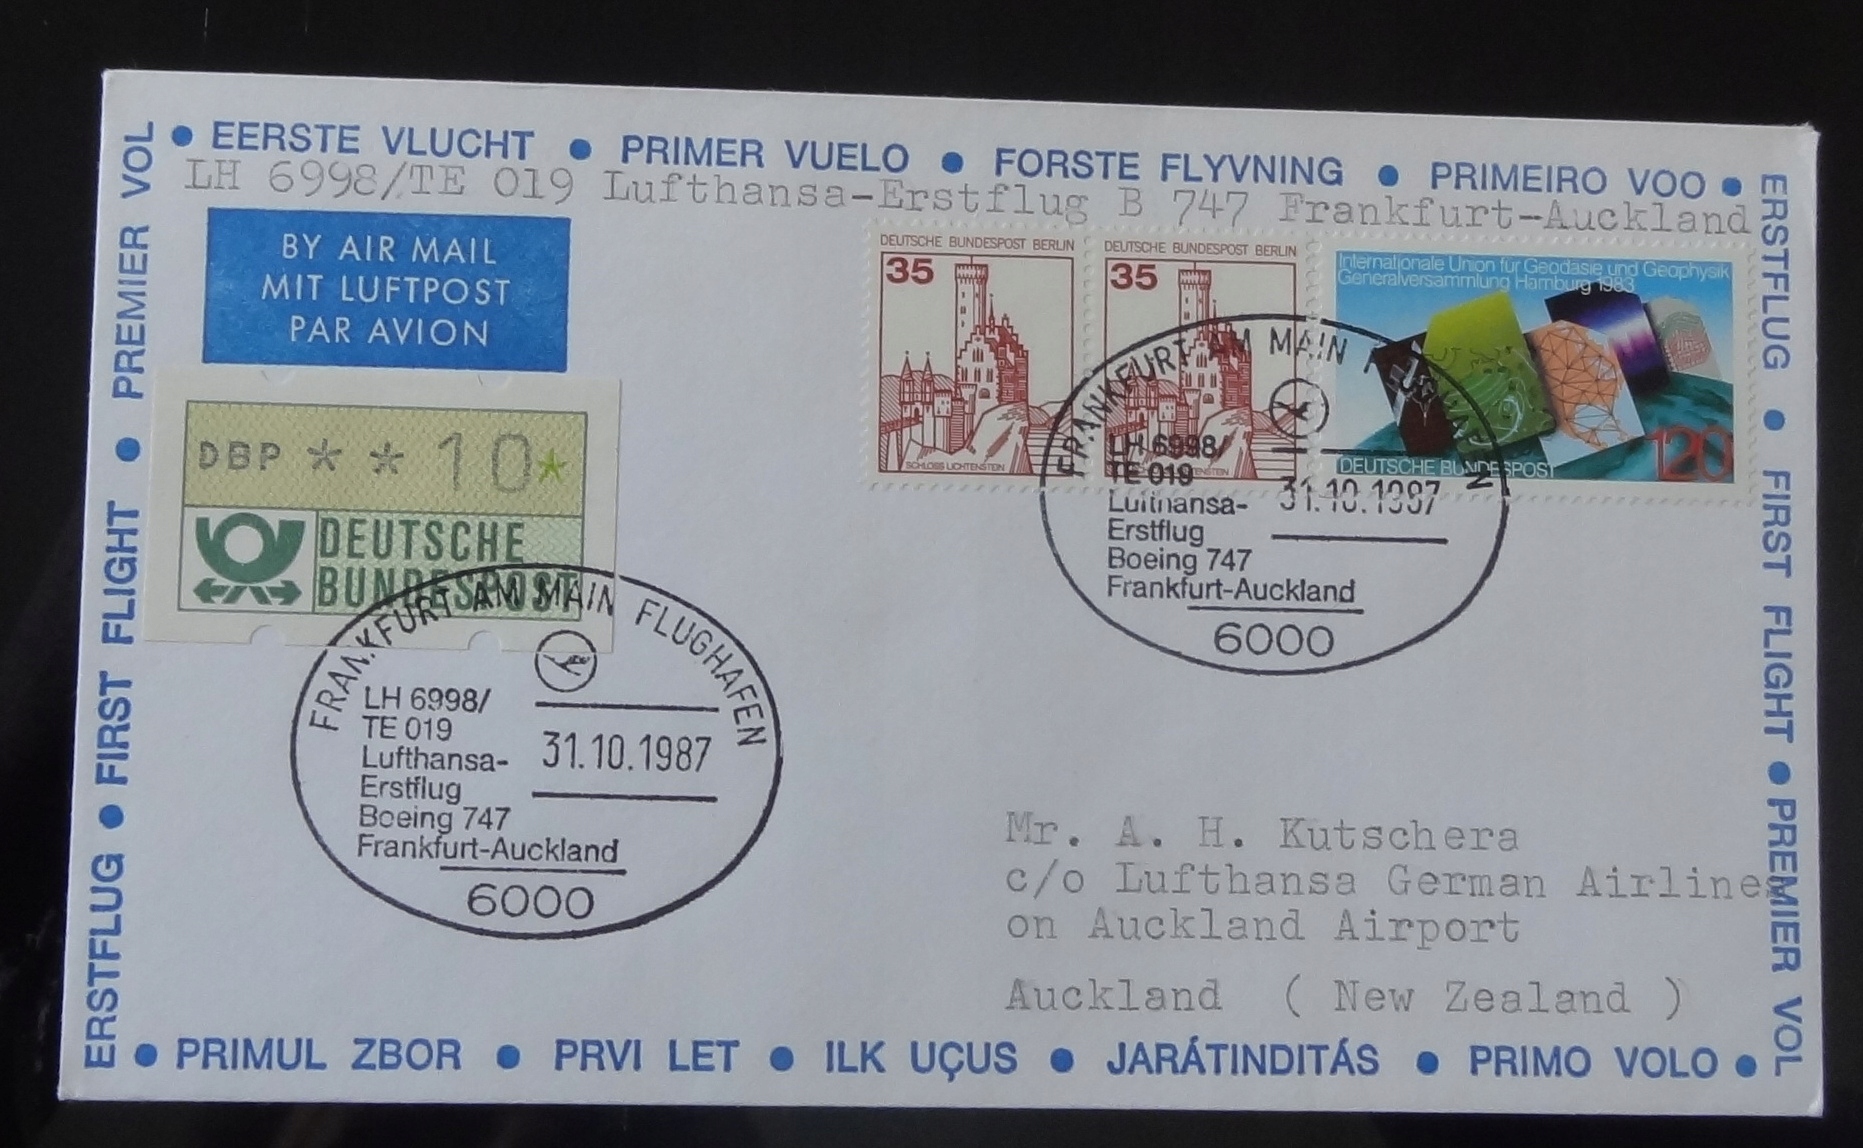 • EERSTE VLUCHT • PRIMER VUELO • FORSTE FLYVNING • PRIMEIRO VOO •
LH 6998/TE 019 Lufthansa-Erstflug B 747 Frankfurt-Auckland
ERSTFLUG • FIRST FLIGHT • PREMIER VOL
ERSTFLUG • FIRST FLIGHT • PREMIER VOL
BY AIR MAIL
MIT LUFTPOST
PAR AVION
DEUTSCHE BUNDESPOST BERLIN
35
SCHLOSS LICHTENSTEIN
DEUTSCHE BUNDESPOST BERLIN
35
Internationale Union für Geodäsie und Geophysik
Generalversammlung Hamburg 1983
DEUTSCHE BUNDESPOST
120
DBP ** 10*
DEUTSCHE
BUNDESPOST
FRANKFURT AM MAIN
LH 6998/
TE 019
Lufthansa-
Erstflug
Boeing 747
Frankfurt-Auckland
31.10.1987
6000
FRANKFURT AM MAIN FLUGHAFEN
LH 6998/
TE 019
Lufthansa-
Erstflug
Boeing 747
Frankfurt-Auckland
31.10.1987
6000
Mr. A. H. Kutschera
c/o Lufthansa German Airlines
on Auckland Airport
Auckland ( New Zealand )
• PRIMUL ZBOR • PRVI LET • ILK UÇUS • JARÁTINDITÁS • PRIMO VOLO •